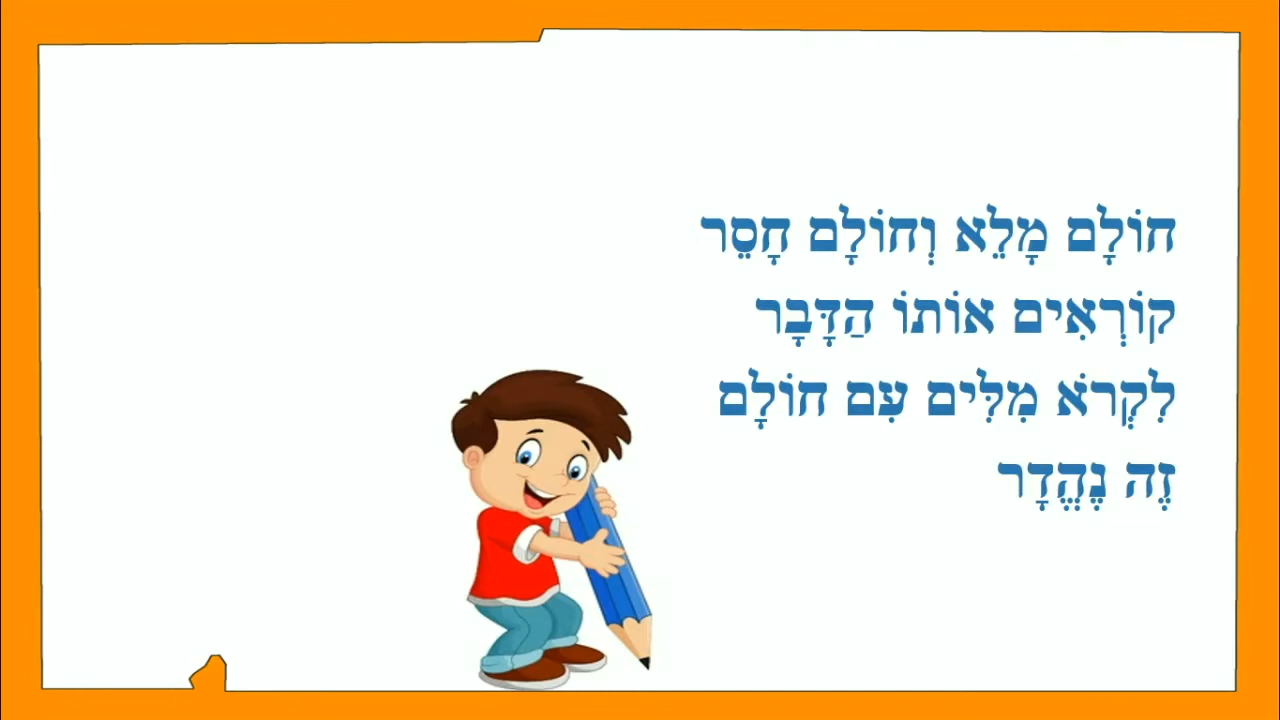 חוֹלָם מָלֵא וְחוֹלָם חָסֵר
קוֹרְאִים אוֹתוֹ הַדָּבָר
לִקְרֹא מִלִּים עִם חוֹלָם
זֶה נֶהֱדָר